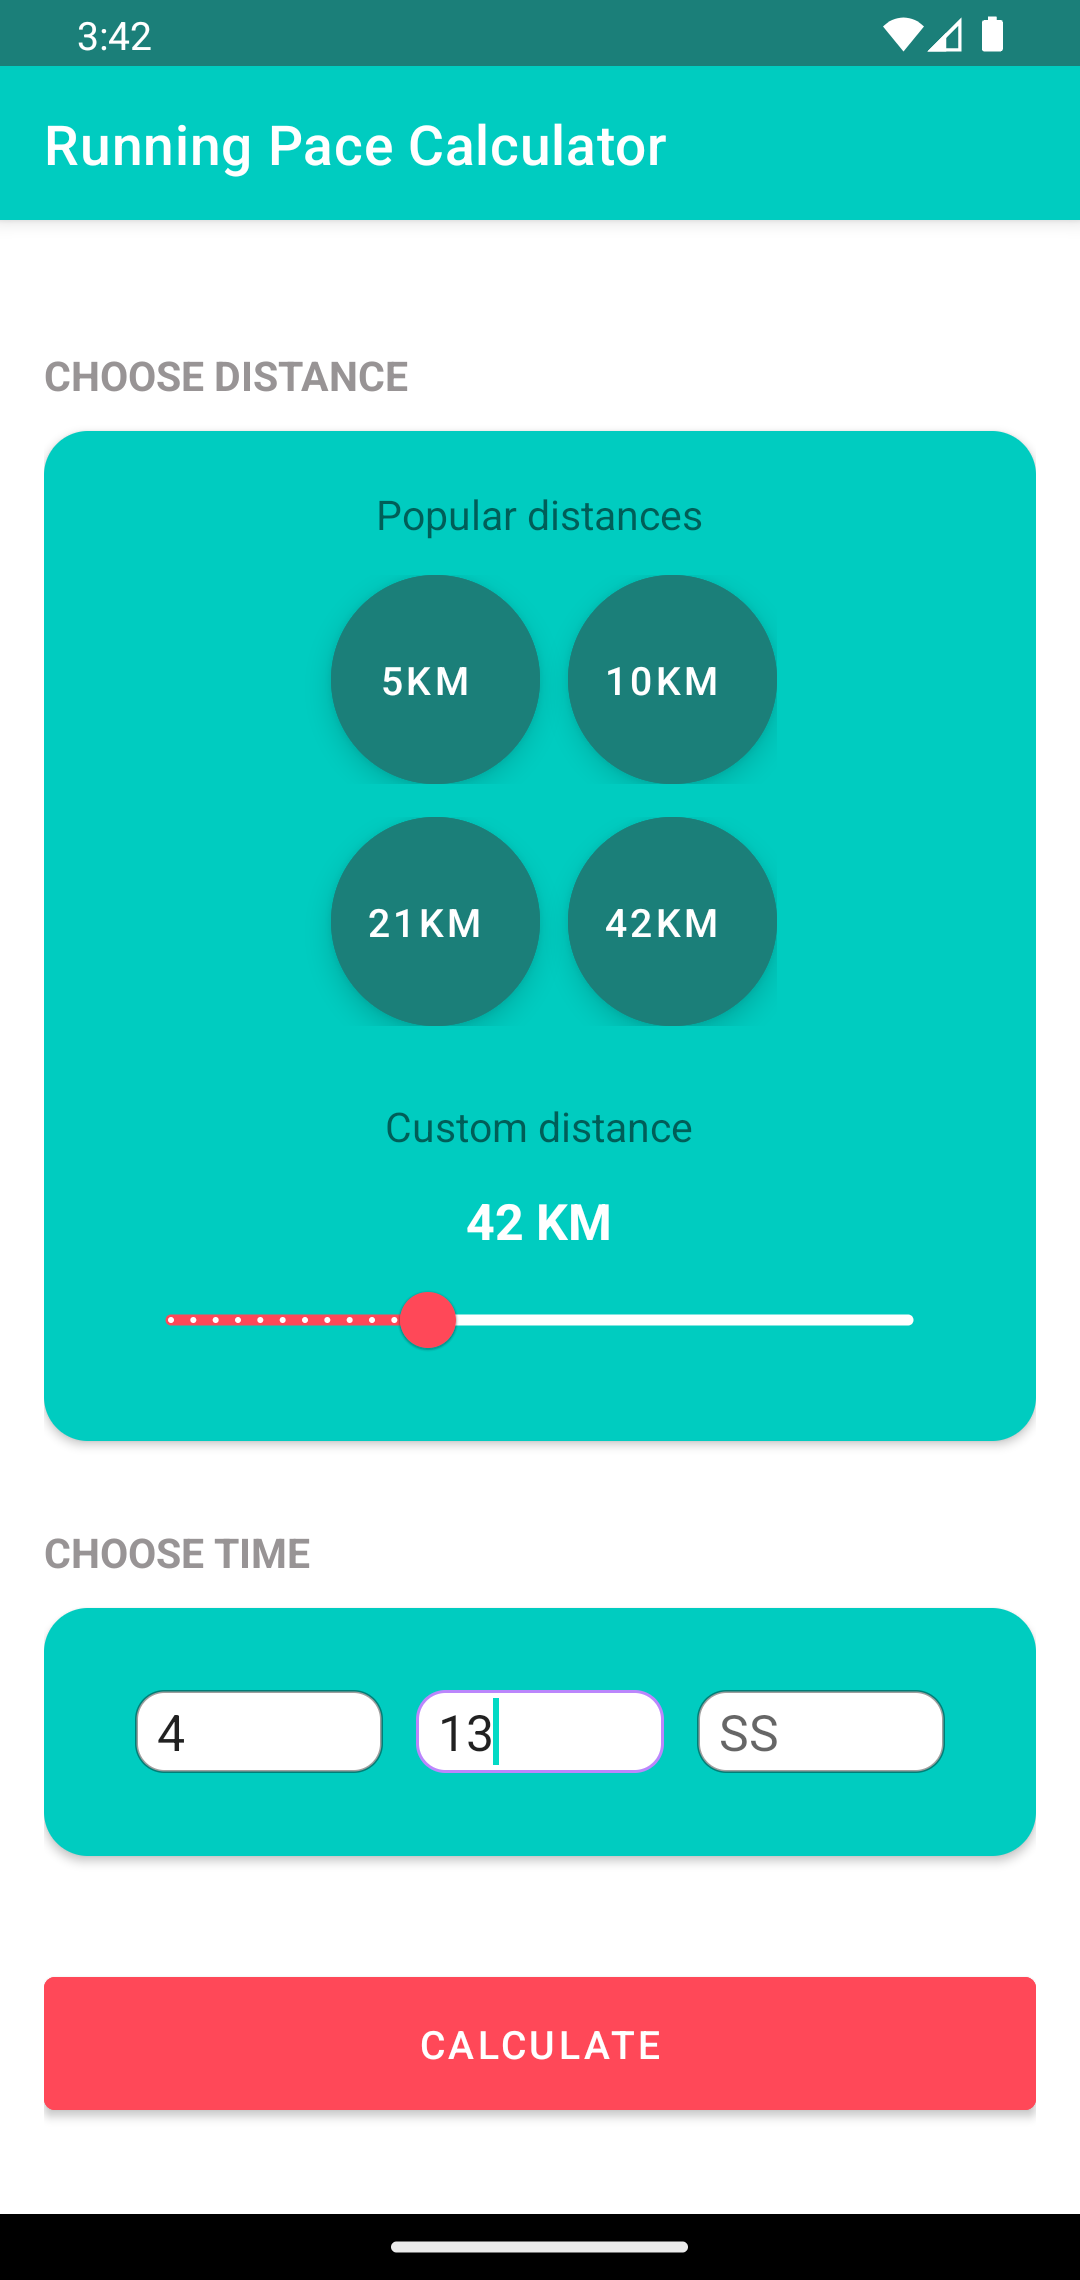 3:42
Running Pace Calculator
CHOOSE DISTANCE
Popular distances
5KM 10KM
21KM 42KM
Custom distance
42 KM
CHOOSE TIME
4 13 SS
CALCULATE